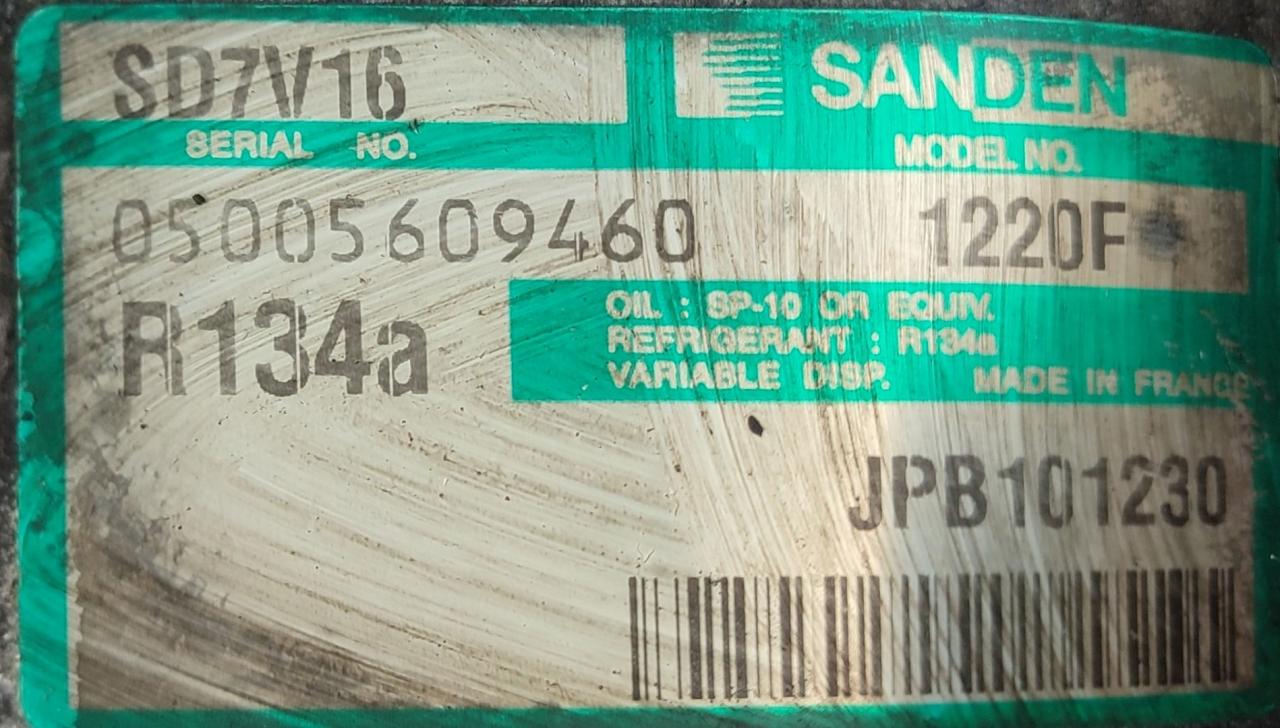 SD7V16
SANDEN
SERIAL NO.
MODEL NO.
05005609460
1220F
R134a
OIL : SP-10 OR EQUIV.
REFRIGERANT : R134a
VARIABLE DISP. MADE IN FRANCE
JPB101230